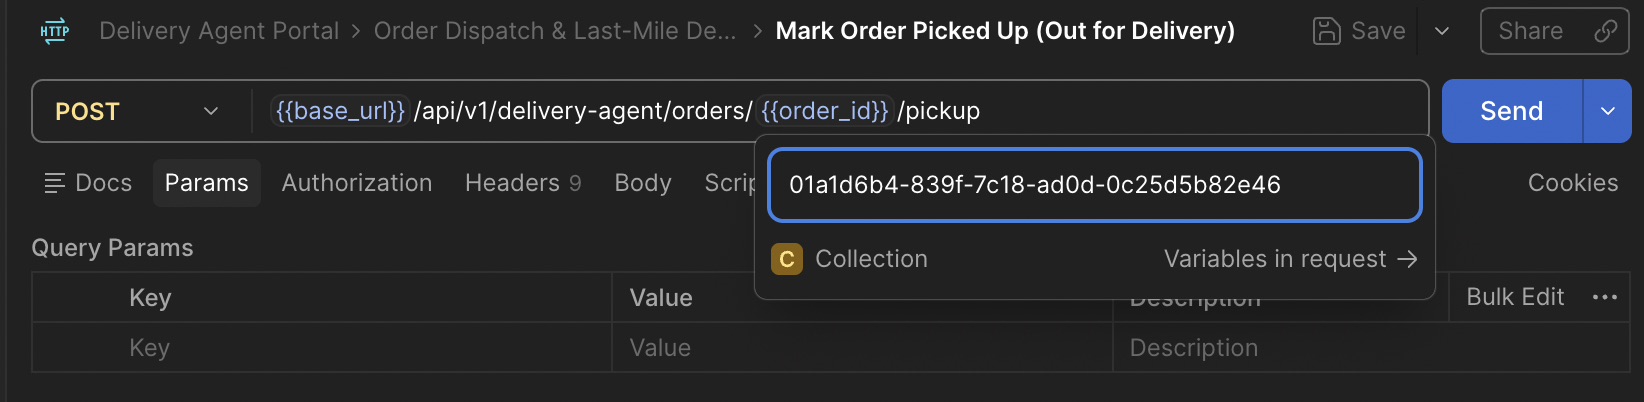 HTTP Delivery Agent Portal > Order Dispatch & Last-Mile De... > Mark Order Picked Up (Out for Delivery) Save Share
POST {{base_url}}/api/v1/delivery-agent/orders/{{order_id}}/pickup Send
Docs Params Authorization Headers 9 Body Scrip Cookies
01a1d6b4-839f-7c18-ad0d-0c25d5b82e46
C Collection Variables in request →
Query Params
Key Value Description Bulk Edit ...
Key Value Description